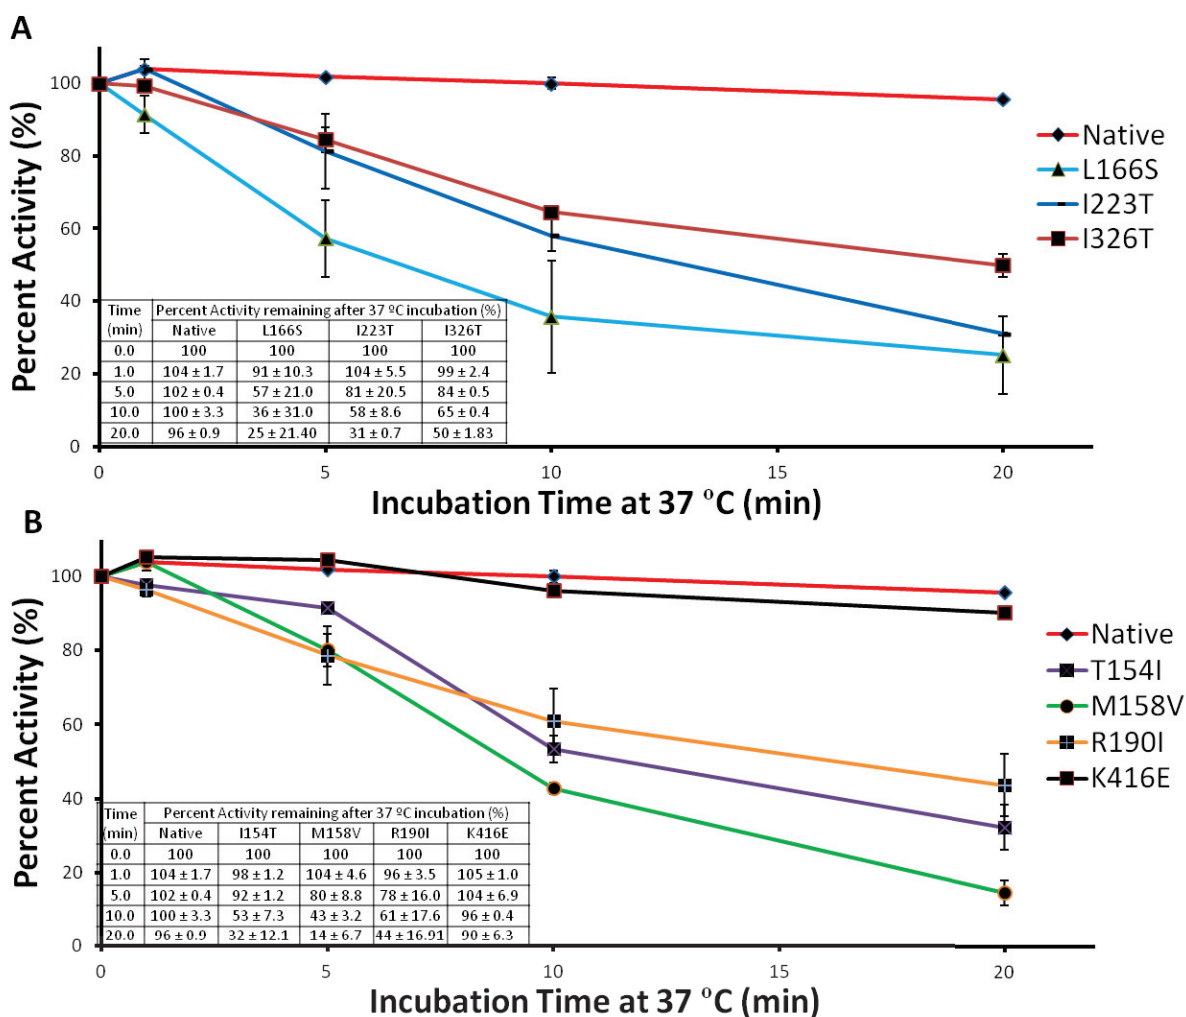 A
Percent Activity (%)
100
80
60
40
20
0
Native
L166S
I223T
I326T
Time (min) Percent Activity remaining after 37 ºC incubation (%)
Native L166S I223T I326T
0.0 100 100 100 100
1.0 104 ± 1.7 91 ± 10.3 104 ± 5.5 99 ± 2.4
5.0 102 ± 0.4 57 ± 21.0 81 ± 20.5 84 ± 0.5
10.0 100 ± 3.3 36 ± 31.0 58 ± 8.6 65 ± 0.4
20.0 96 ± 0.9 25 ± 21.40 31 ± 0.7 50 ± 1.83
0 5 10 15 20
Incubation Time at 37 ºC (min)
B
Percent Activity (%)
100
80
60
40
20
0
Native
T154I
M158V
R190I
K416E
Time (min) Percent Activity remaining after 37 ºC incubation (%)
Native I154T M158V R190I K416E
0.0 100 100 100 100 100
1.0 104 ± 1.7 98 ± 1.2 104 ± 4.6 96 ± 3.5 105 ± 1.0
5.0 102 ± 0.4 92 ± 1.2 80 ± 8.8 78 ± 16.0 104 ± 6.9
10.0 100 ± 3.3 53 ± 7.3 43 ± 3.2 61 ± 17.6 96 ± 0.4
20.0 96 ± 0.9 32 ± 12.1 14 ± 6.7 44 ± 16.91 90 ± 6.3
0 5 10 15 20
Incubation Time at 37 ºC (min)